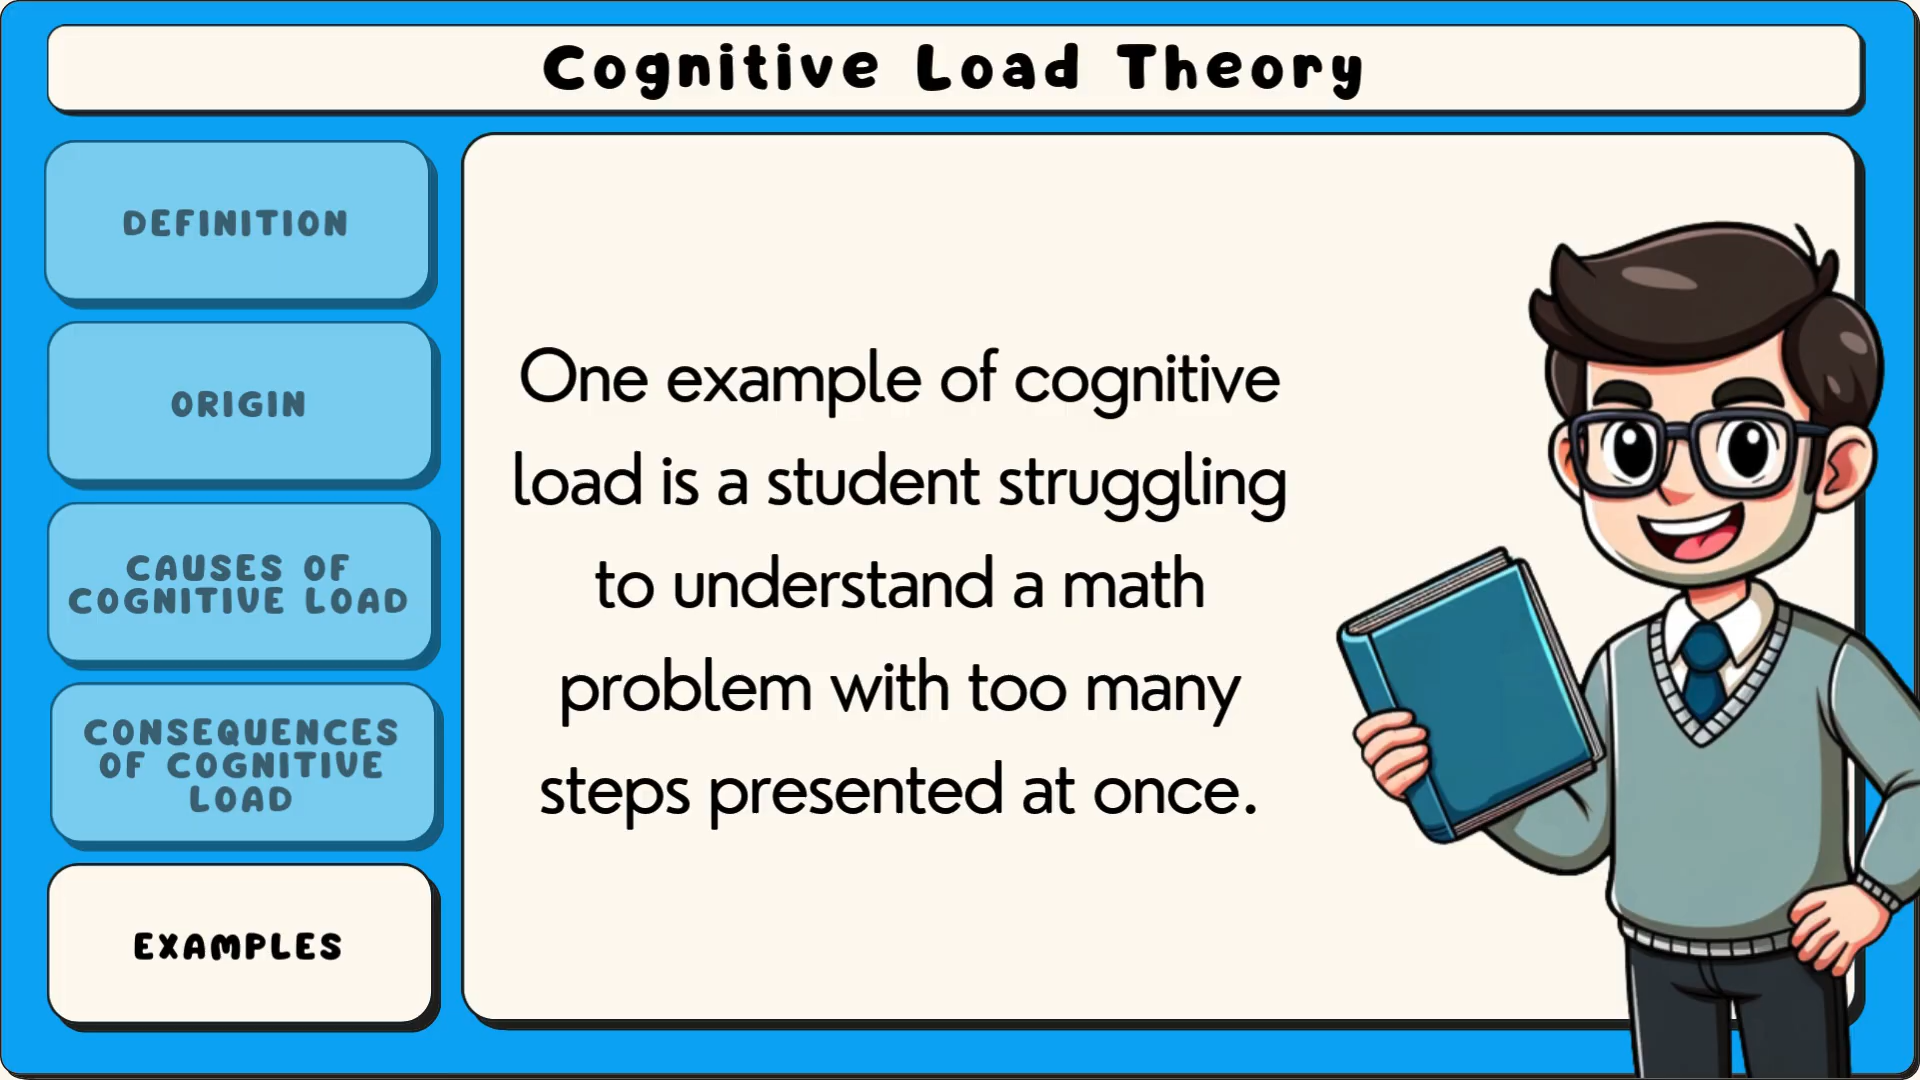 Cognitive Load Theory
DEFINITION
ORIGIN
CAUSES OF
COGNITIVE LOAD
CONSEQUENCES
OF COGNITIVE
LOAD
EXAMPLES
One example of cognitive
load is a student struggling
to understand a math
problem with too many
steps presented at once.